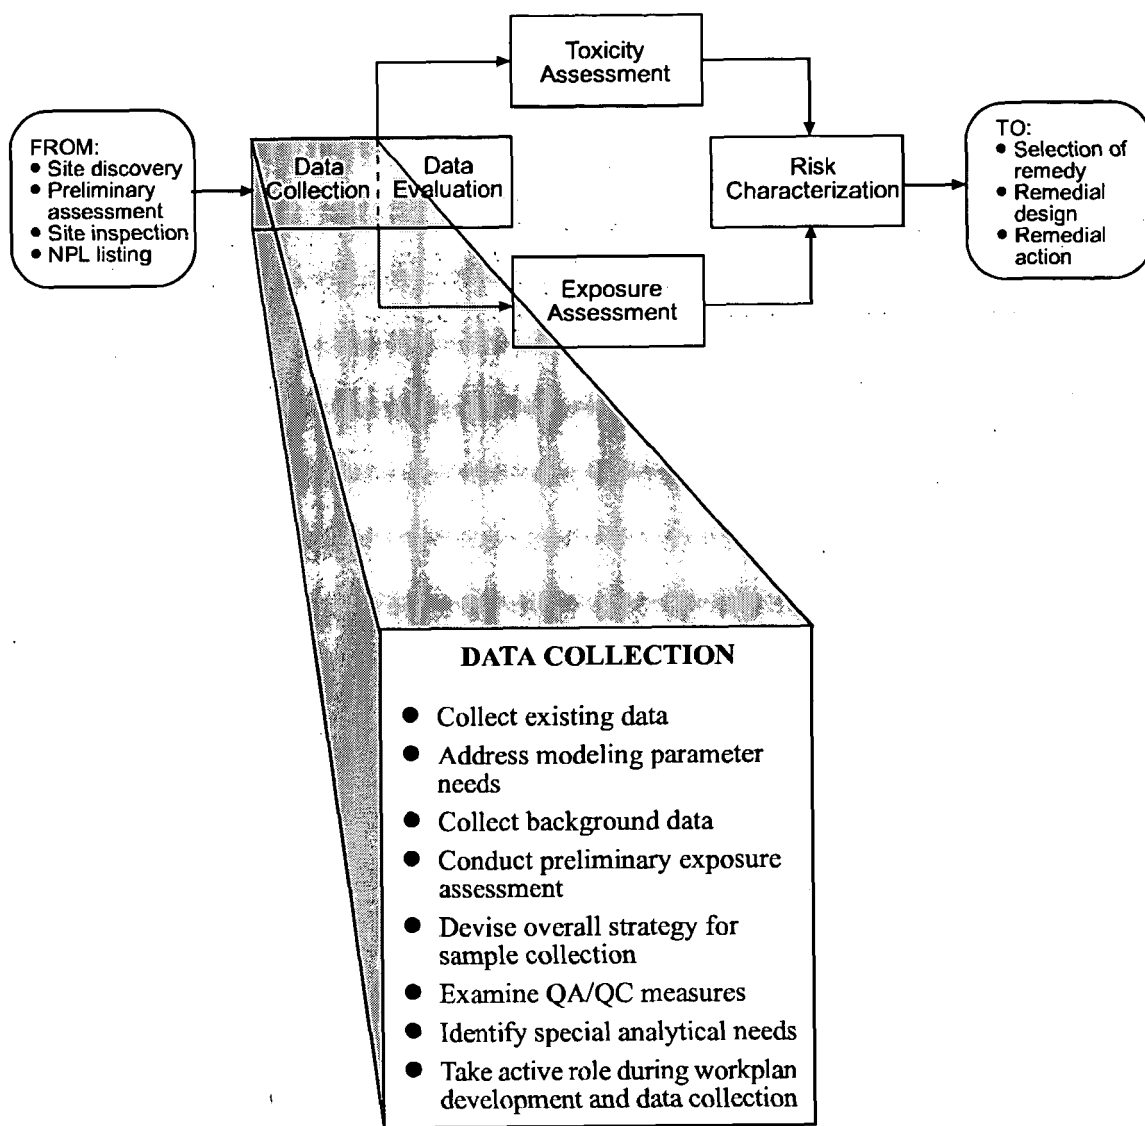 Toxicity
Assessment
FROM:
● Site discovery
● Preliminary
assessment
● Site inspection
● NPL listing
Data
Collection
Data
Evaluation
Risk
Characterization
TO:
● Selection of
remedy
● Remedial
design
● Remedial
action
Exposure
Assessment
DATA COLLECTION
● Collect existing data
● Address modeling parameter
needs
● Collect background data
● Conduct preliminary exposure
assessment
● Devise overall strategy for
sample collection
● Examine QA/QC measures
● Identify special analytical needs
● Take active role during workplan
development and data collection